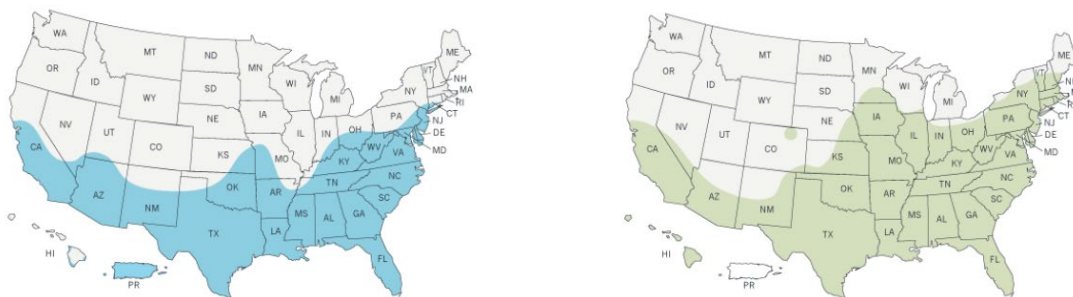 WA
MT
ND
MN
ME
VT
NH
OR
ID
SD
WI
MI
NY
MA
RI
CT
WY
IA
NE
PA
NJ
NV
UT
CO
IL
IN
OH
DE
MD
CA
KS
MO
KY
WV
VA
AZ
NM
OK
AR
TN
NC
SC
MS
AL
GA
TX
LA
FL
HI
PR
WA
MT
ND
MN
ME
VT
OR
ID
SD
WI
MI
NY
CT
WY
IA
NE
PA
NJ
NV
UT
CO
IL
IN
OH
DE
MD
CA
KS
MO
KY
WV
VA
AZ
NM
OK
AR
TN
NC
SC
MS
AL
GA
TX
LA
FL
HI
PR